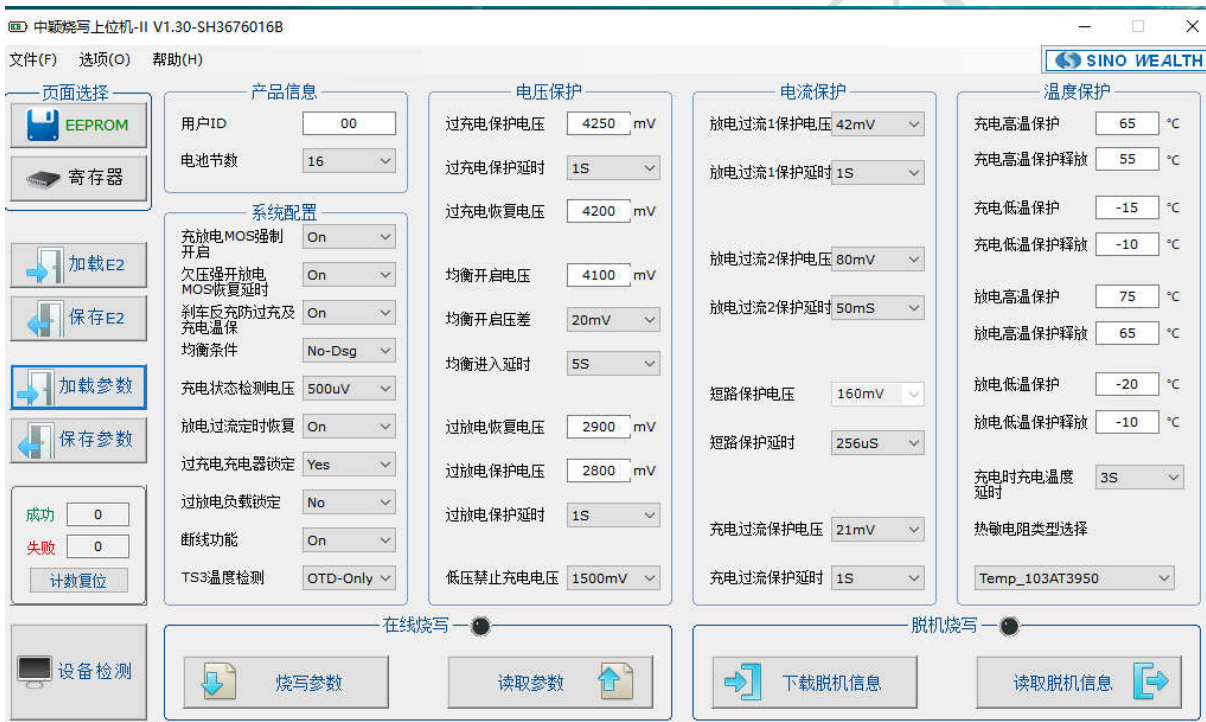 中颖烧写上位机-II V1.30-SH3676016B
文件(F) 选项(O) 帮助(H)
SINO WEALTH
页面选择
EEPROM
寄存器
加载E2
保存E2
加载参数
保存参数
成功 0
失败 0
计数复位
设备检测
产品信息
用户ID 00
电池节数 16
系统配置
充放电MOS强制
开启 On
欠压强开放电
MOS恢复延时 On
刹车反充防过充及
充电温保 On
均衡条件 No-Dsg
充电状态检测电压 500uV
放电过流定时恢复 On
过充电充电器锁定 Yes
过放电负载锁定 No
断线功能 On
TS3温度检测 OTD-Only
电压保护
过充电保护电压 4250 mV
过充电保护延时 1S
过充电恢复电压 4200 mV
均衡开启电压 4100 mV
均衡开启压差 20mV
均衡进入延时 5S
过放电恢复电压 2900 mV
过放电保护电压 2800 mV
过放电保护延时 1S
低压禁止充电电压 1500mV
电流保护
放电过流1保护电压 42mV
放电过流1保护延时 1S
放电过流2保护电压 80mV
放电过流2保护延时 50mS
短路保护电压 160mV
短路保护延时 256uS
充电过流保护电压 21mV
充电过流保护延时 1S
温度保护
充电高温保护 65 °C
充电高温保护释放 55 °C
充电低温保护 -15 °C
充电低温保护释放 -10 °C
放电高温保护 75 °C
放电高温保护释放 65 °C
放电低温保护 -20 °C
放电低温保护释放 -10 °C
充电时充电温度
延时 3S
热敏电阻类型选择
Temp_103AT3950
在线烧写
烧写参数
读取参数
脱机烧写
下载脱机信息
读取脱机信息